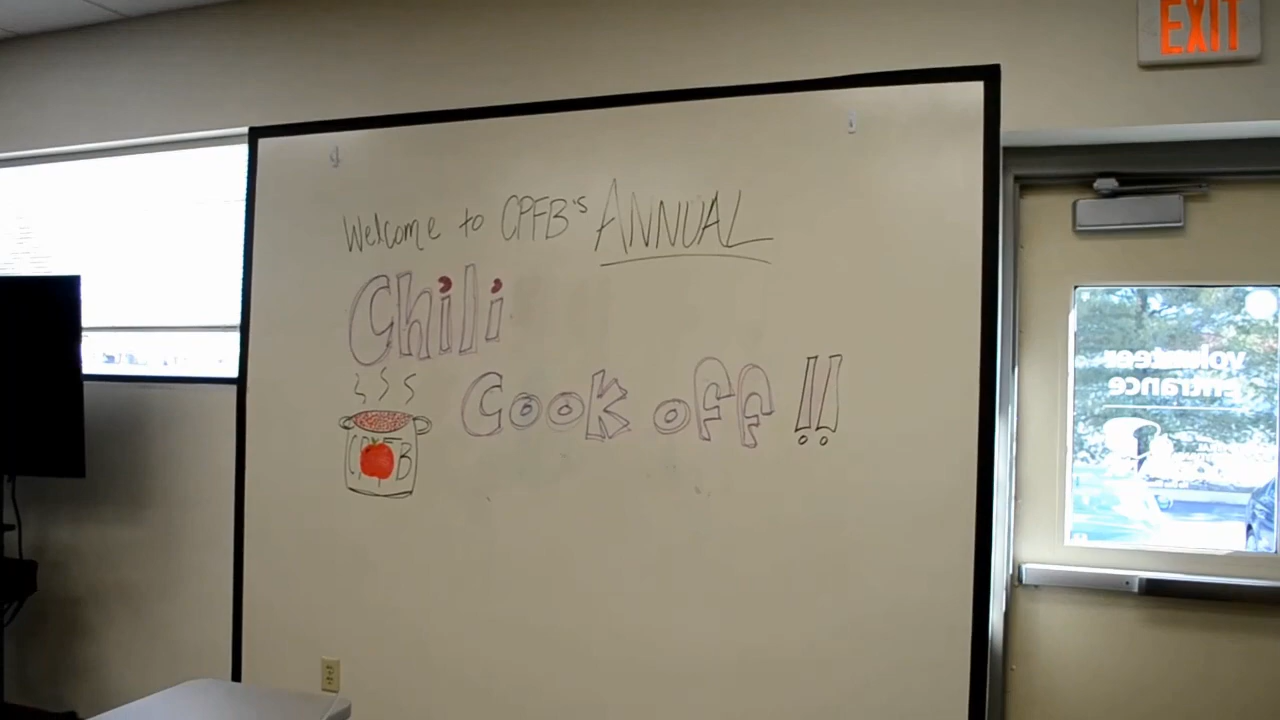 EXIT
Welcome to CPFB's ANNUAL
Chili
Cook off !!
CPFB
volunteer
entrance